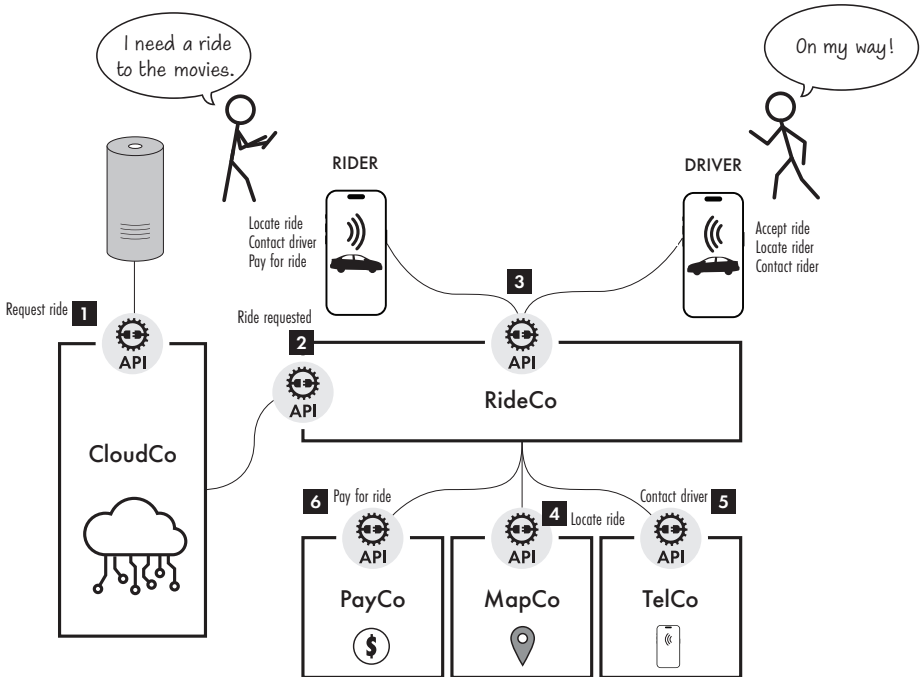 I need a ride
to the movies.
On my way!
RIDER
DRIVER
Locate ride
Contact driver
Pay for ride
Accept ride
Locate rider
Contact rider
Request ride 1
API
Ride requested
2
API
3
API
RideCo
CloudCo
6 Pay for ride
API
4 Locate ride
API
Contact driver 5
API
PayCo
$
MapCo
TelCo